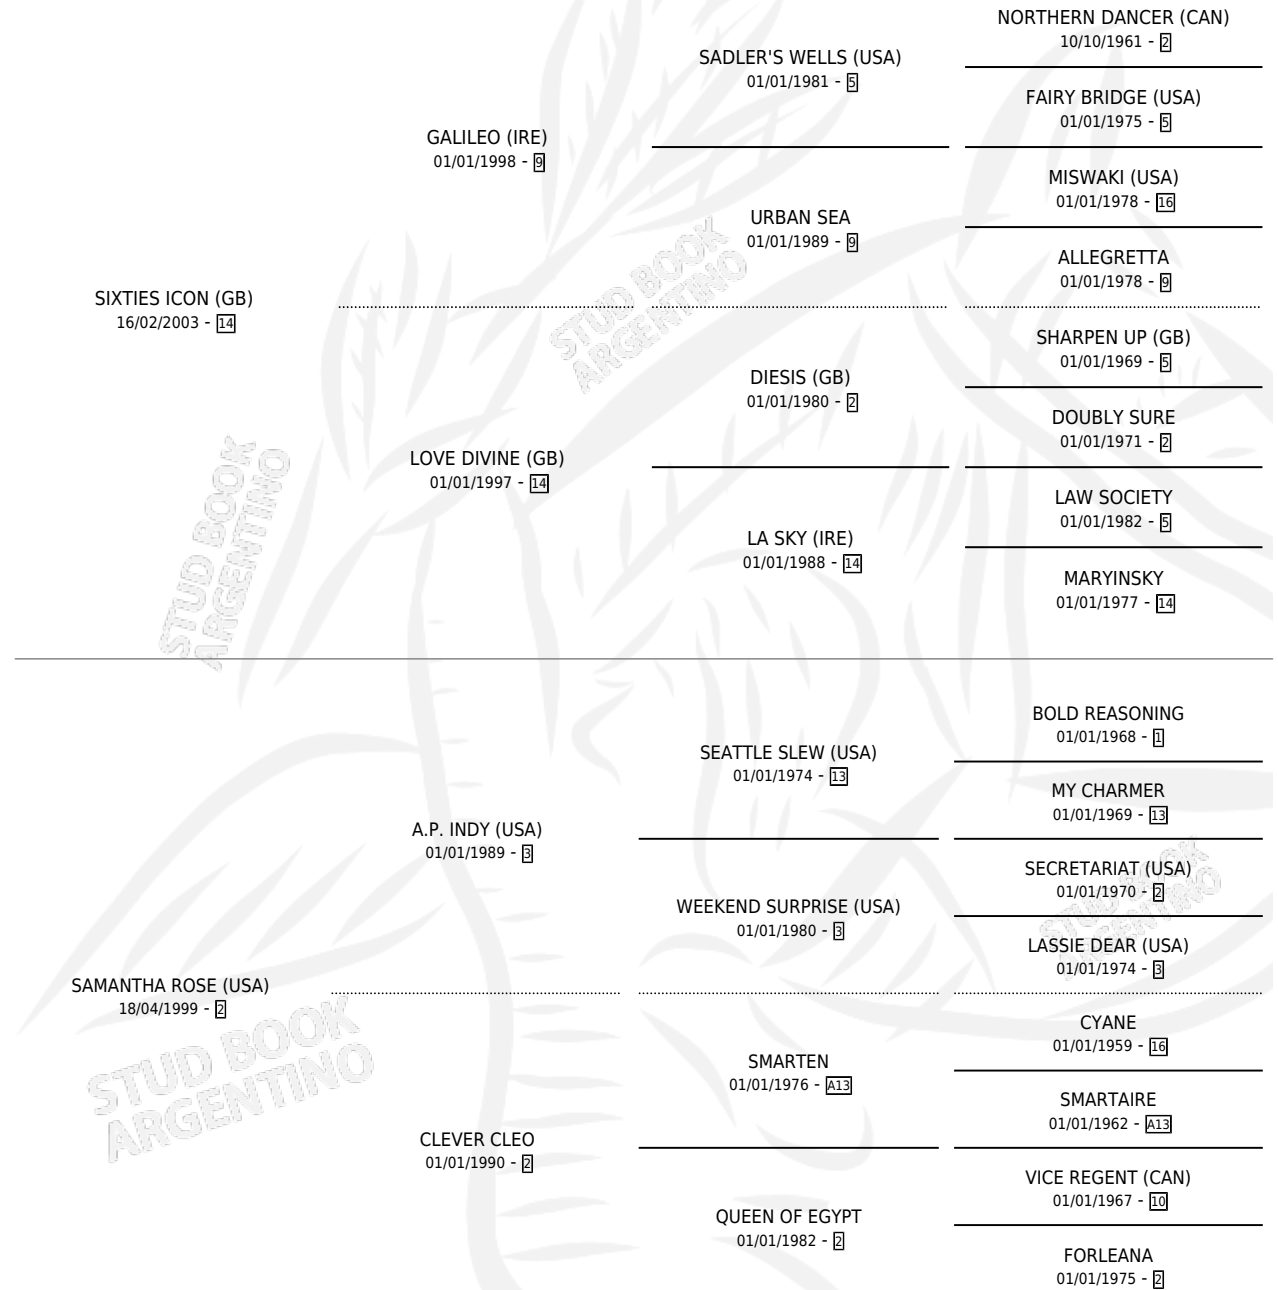 NORTHERN DANCER (CAN)
10/10/1961 - 2
SADLER'S WELLS (USA)
01/01/1981 - 5
FAIRY BRIDGE (USA)
01/01/1975 - 5
GALILEO (IRE)
01/01/1998 - 9
MISWAKI (USA)
01/01/1978 - 16
URBAN SEA
01/01/1989 - 9
ALLEGRETTA
01/01/1978 - 9
SIXTIES ICON (GB)
16/02/2003 - 14
STUD BOOK
ARGENTINO
SHARPEN UP (GB)
01/01/1969 - 5
DIESIS (GB)
01/01/1980 - 2
DOUBLY SURE
01/01/1971 - 2
LOVE DIVINE (GB)
01/01/1997 - 14
LAW SOCIETY
01/01/1982 - 5
LA SKY (IRE)
01/01/1988 - 14
MARYINSKY
01/01/1977 - 14
STUD BOOK
ARGENTINO
BOLD REASONING
01/01/1968 - 1
SEATTLE SLEW (USA)
01/01/1974 - 13
MY CHARMER
01/01/1969 - 13
A.P. INDY (USA)
01/01/1989 - 3
SECRETARIAT (USA)
01/01/1970 - 2
WEEKEND SURPRISE (USA)
01/01/1980 - 3
STUD BOOK
ARGENTINO
LASSIE DEAR (USA)
01/01/1974 - 3
SAMANTHA ROSE (USA)
18/04/1999 - 2
STUD BOOK
ARGENTINO
CYANE
01/01/1959 - 16
SMARTEN
01/01/1976 - A13
SMARTAIRE
01/01/1962 - A13
CLEVER CLEO
01/01/1990 - 2
VICE REGENT (CAN)
01/01/1967 - 10
QUEEN OF EGYPT
01/01/1982 - 2
FORLEANA
01/01/1975 - 2